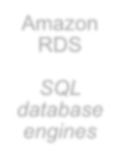 Amazon
RDS
SQL
database
engines